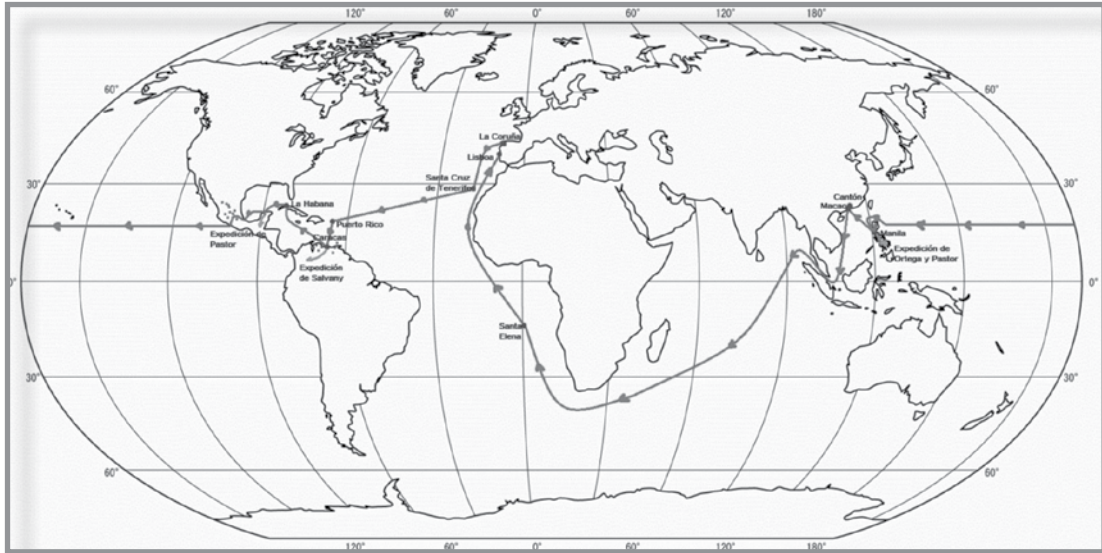 120°
60°
0°
60°
120°
180°
60°
60°
La Coruña
Lisboa
Santa Cruz
de Tenerife
30°
30°
La Habana
Puerto Rico
Cantón
Macao
Manila
Expedición de
Pastor
Caracas
Expedición de
Ortega y Pastor
Expedición
de Salvany
0°
0°
Santa
Elena
30°
30°
60°
60°
120°
60°
0°
60°
120°
180°